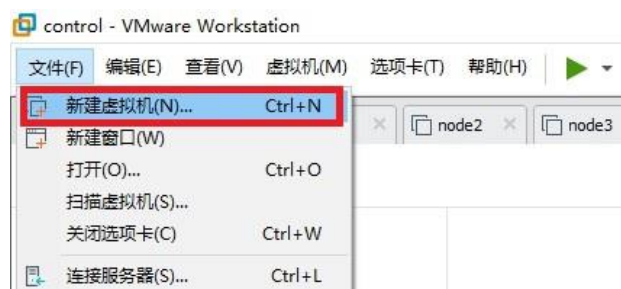 control - VMware Workstation
文件(F) 编辑(E) 查看(V) 虚拟机(M) 选项卡(T) 帮助(H)
新建虚拟机(N)... Ctrl+N
node2 node3
新建窗口(W)
打开(O)... Ctrl+O
扫描虚拟机(S)...
关闭选项卡(C) Ctrl+W
连接服务器(S)... Ctrl+L